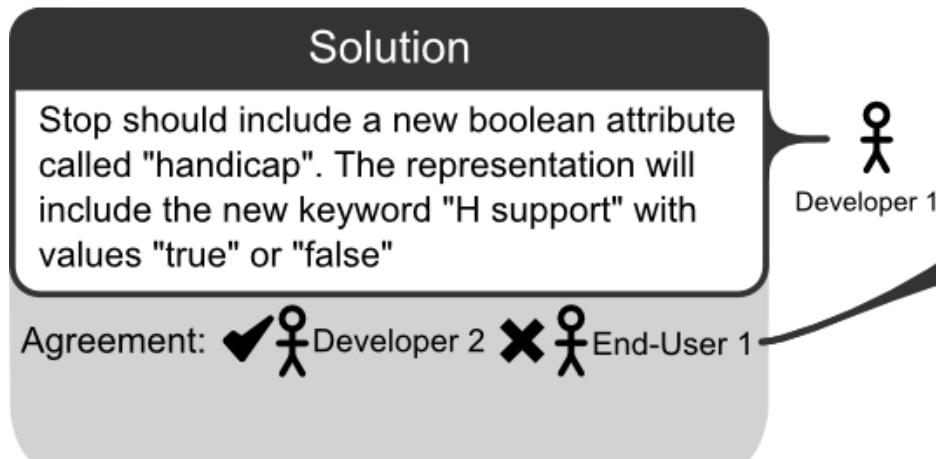 Solution
Stop should include a new boolean attribute
called "handicap". The representation will
include the new keyword "H support" with
values "true" or "false"
Developer 1
Agreement: Developer 2 End-User 1